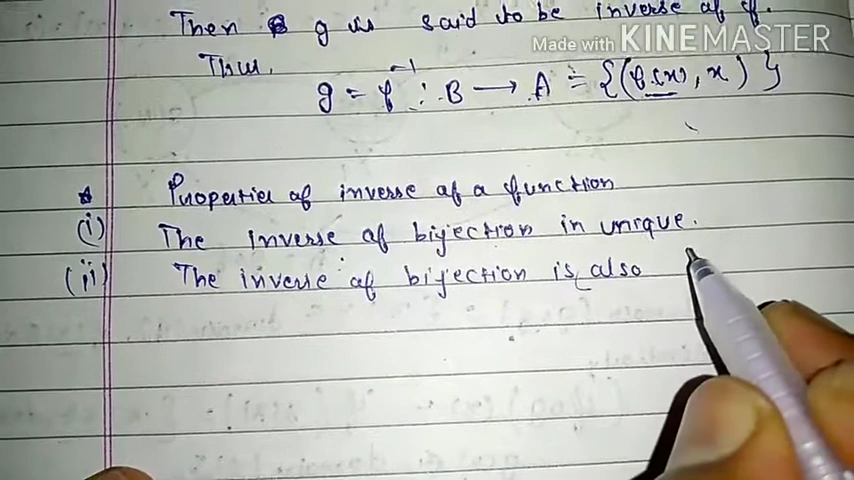 Then g is said to be inverse of f.
Made with KINEMASTER
Thus,
g = f⁻¹ : B → A = {(f(x), x)}
Properties of inverse of a function
(i) The inverse of bijection in unique.
(ii) The inverse of bijection is also